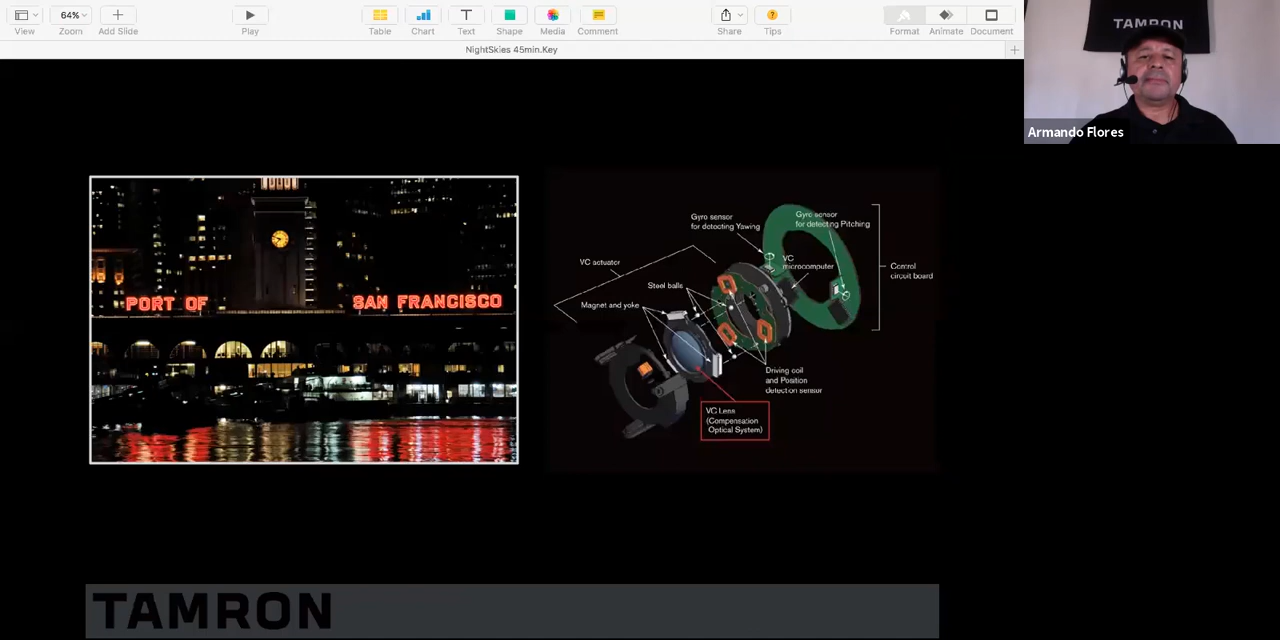 View
64%
Zoom
Add Slide
Play
Table
Chart
Text
Shape
Media
Comment
Share
Tips
Format
Animate
Document
NightSkies 45min.Key
TAMRON
Armando Flores
PORT OF SAN FRANCISCO
Gyro sensor
for detecting Yawing
Gyro sensor
for detecting Pitching
VC actuator
VC
microcomputer
Control
circuit board
Steel balls
Magnet and yoke
Driving coil
and Position
detection sensor
VC Lens
(Compensation
Optical System)
TAMRON